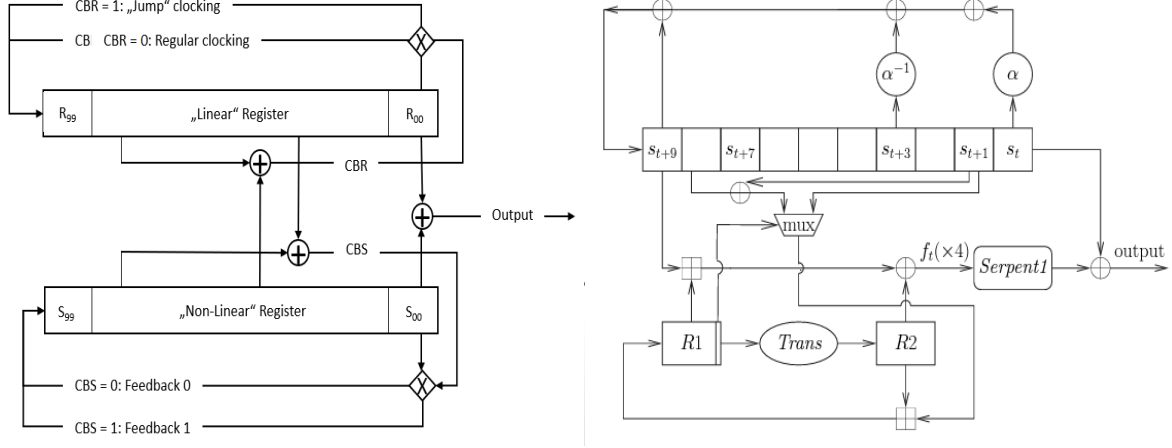 CBR = 1: „Jump“ clocking
CB CBR = 0: Regular clocking
R99 „Linear“ Register R00
CBR
Output
CBS
S99 „Non-Linear“ Register S00
CBS = 0: Feedback 0
CBS = 1: Feedback 1
α⁻¹ α
sₜ₊₉ sₜ₊₇ sₜ₊₃ sₜ₊₁ sₜ
mux
fₜ(×4) Serpent1 output
R1 Trans R2